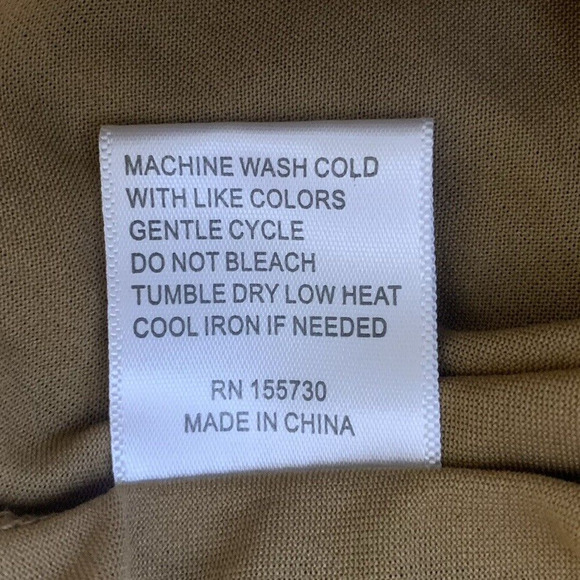 MACHINE WASH COLD
WITH LIKE COLORS
GENTLE CYCLE
DO NOT BLEACH
TUMBLE DRY LOW HEAT
COOL IRON IF NEEDED
RN 155730
MADE IN CHINA